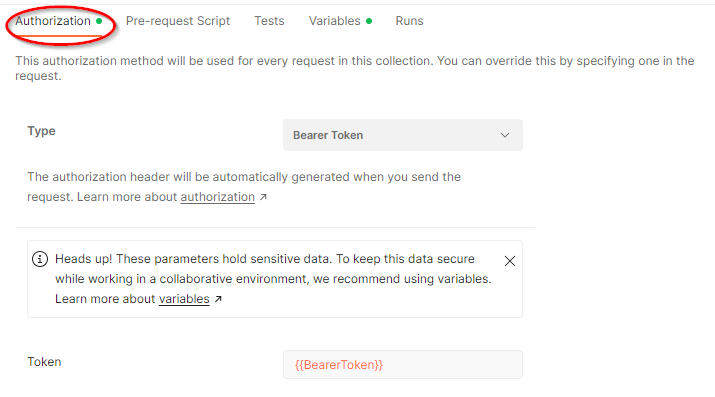 Authorization Pre-request Script Tests Variables Runs
This authorization method will be used for every request in this collection. You can override this by specifying one in the
request.
Type Bearer Token
The authorization header will be automatically generated when you send the
request. Learn more about authorization ↗
Heads up! These parameters hold sensitive data. To keep this data secure
while working in a collaborative environment, we recommend using variables.
Learn more about variables ↗
Token {{BearerToken}}